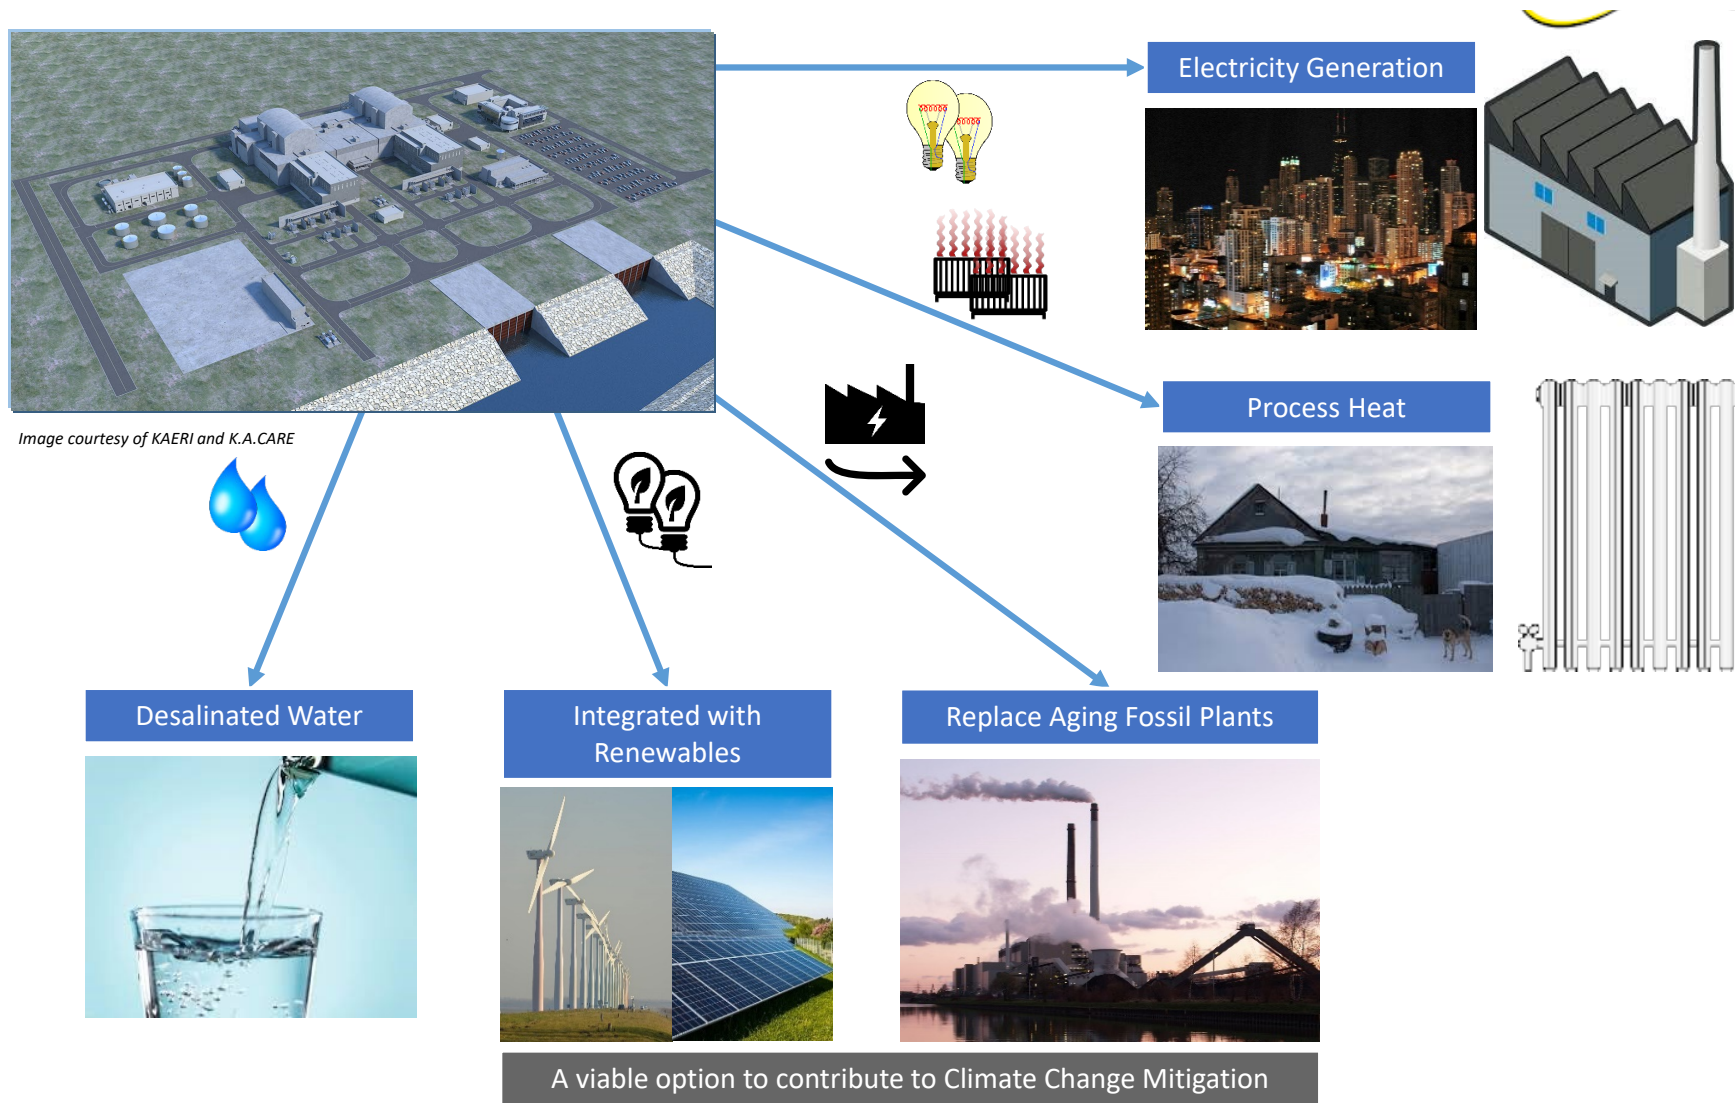 Electricity Generation
Process Heat
Image courtesy of KAERI and K.A.CARE
Desalinated Water
Integrated with
Renewables
Replace Aging Fossil Plants
A viable option to contribute to Climate Change Mitigation